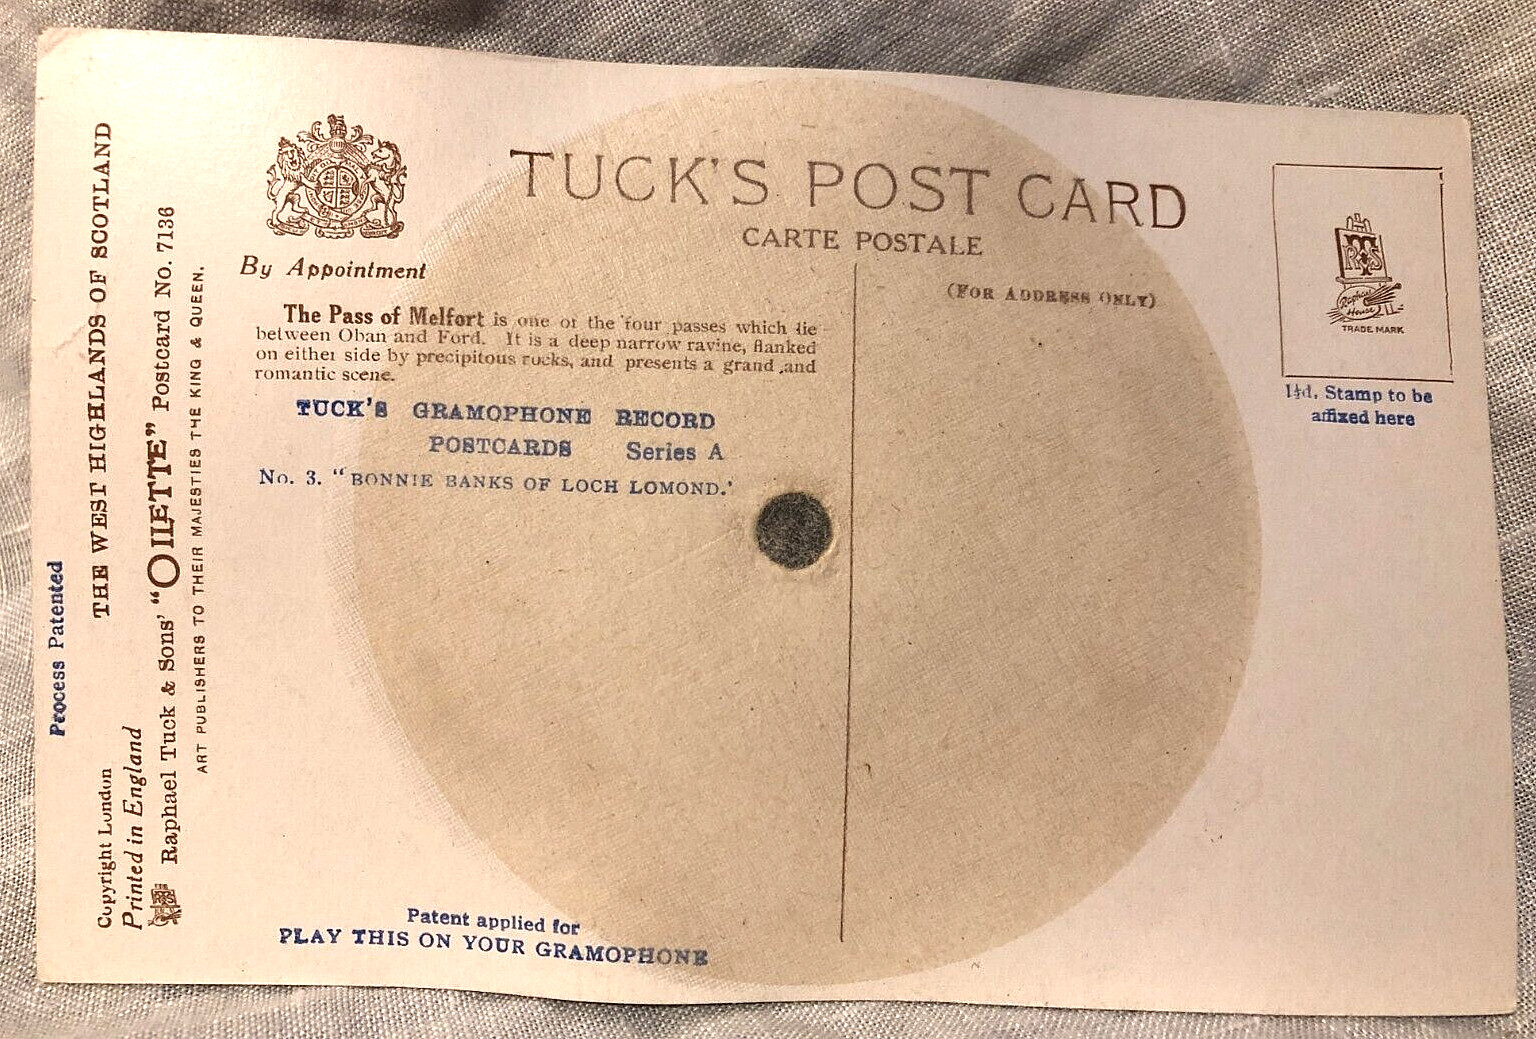 TUCK'S POST CARD
CARTE POSTALE
By Appointment
(FOR ADDRESS ONLY)
The Pass of Melfort is one of the four passes which lie
between Oban and Ford. It is a deep narrow ravine, flanked
on either side by precipitous rocks, and presents a grand and
romantic scene.
TUCK'S GRAMOPHONE RECORD
POSTCARDS Series A
No. 3. "BONNIE BANKS OF LOCH LOMOND.'
Patent applied for
PLAY THIS ON YOUR GRAMOPHONE
RTS
Raphael
House
TRADE MARK
1½d. Stamp to be
affixed here
Process Patented
THE WEST HIGHLANDS OF SCOTLAND
Copyright London
Printed in England
Raphael Tuck & Sons' "OILETTE" Postcard No. 7136
ART PUBLISHERS TO THEIR MAJESTIES THE KING & QUEEN.